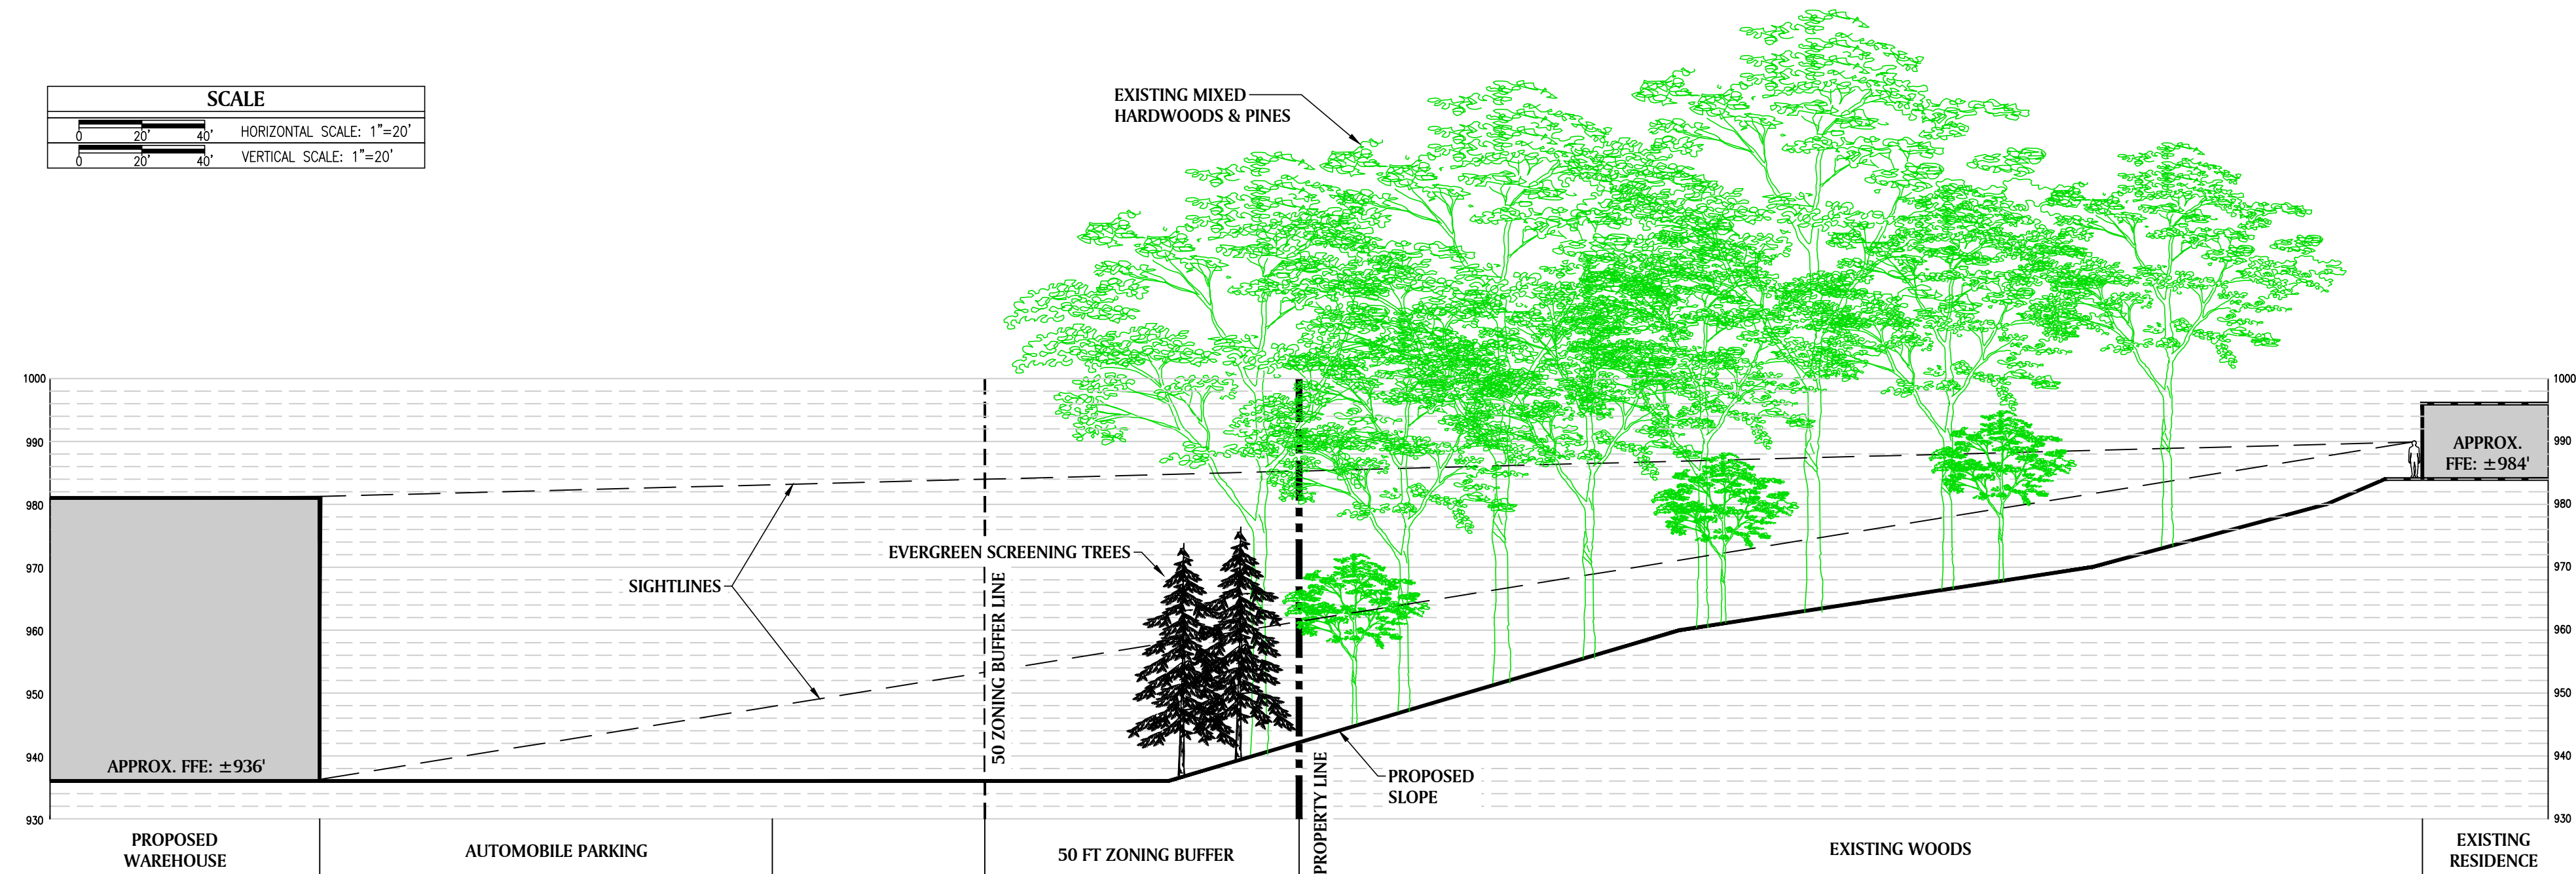 SCALE
0 20' 40' HORIZONTAL SCALE: 1"=20'
0 20' 40' VERTICAL SCALE: 1"=20'
EXISTING MIXED
HARDWOODS & PINES
EVERGREEN SCREENING TREES
SIGHTLINES
50 ZONING BUFFER LINE
PROPERTY LINE
PROPOSED
SLOPE
APPROX. FFE: ±936'
APPROX.
FFE: ±984'
1000
990
980
970
960
950
940
930
1000
990
980
970
960
950
940
930
PROPOSED
WAREHOUSE
AUTOMOBILE PARKING
50 FT ZONING BUFFER
EXISTING WOODS
EXISTING
RESIDENCE